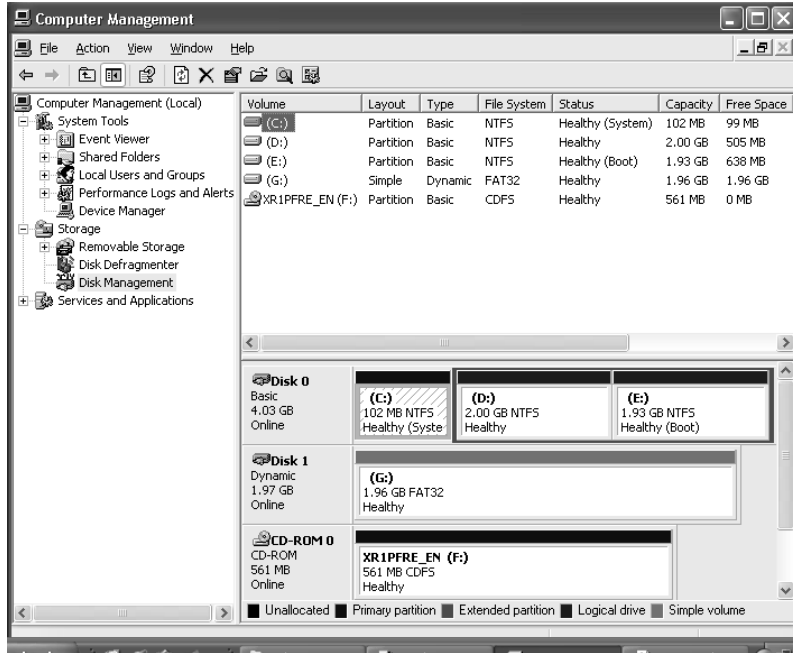 Computer Management
File Action View Window Help
Computer Management (Local)
System Tools
Event Viewer
Shared Folders
Local Users and Groups
Performance Logs and Alerts
Device Manager
Storage
Removable Storage
Disk Defragmenter
Disk Management
Services and Applications
Volume Layout Type File System Status Capacity Free Space
(C:) Partition Basic NTFS Healthy (System) 102 MB 99 MB
(D:) Partition Basic NTFS Healthy 2.00 GB 505 MB
(E:) Partition Basic NTFS Healthy (Boot) 1.93 GB 638 MB
(G:) Simple Dynamic FAT32 Healthy 1.96 GB 1.96 GB
XR1PFRE_EN (F:) Partition Basic CDFS Healthy 561 MB 0 MB
Disk 0
Basic
4.03 GB
Online
(C:)
102 MB NTFS
Healthy (Syste
(D:)
2.00 GB NTFS
Healthy
(E:)
1.93 GB NTFS
Healthy (Boot)
Disk 1
Dynamic
1.97 GB
Online
(G:)
1.96 GB FAT32
Healthy
CD-ROM 0
CD-ROM
561 MB
Online
XR1PFRE_EN (F:)
561 MB CDFS
Healthy
Unallocated Primary partition Extended partition Logical drive Simple volume